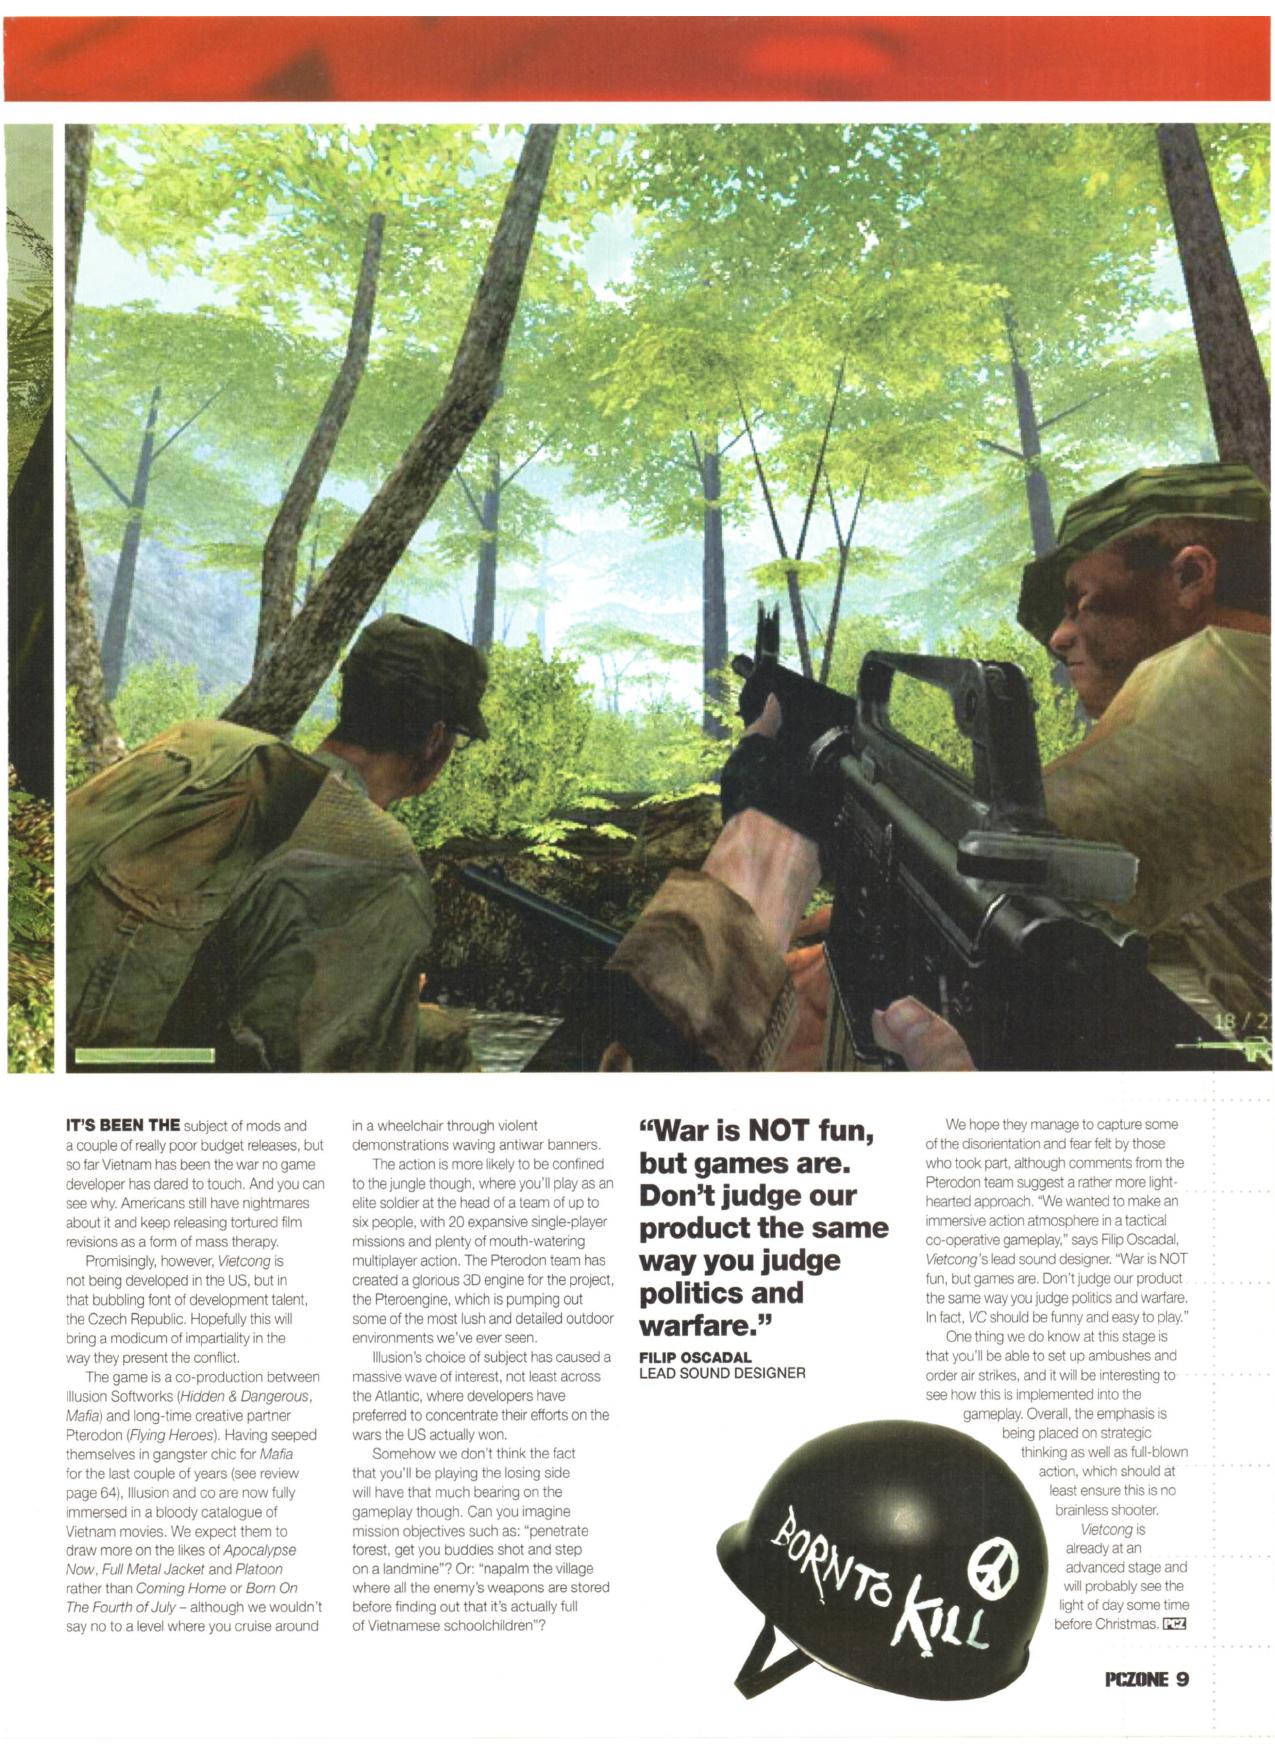 18 / 2
IT'S BEEN THE subject of mods and
a couple of really poor budget releases, but
so far Vietnam has been the war no game
developer has dared to touch. And you can
see why. Americans still have nightmares
about it and keep releasing tortured film
revisions as a form of mass therapy.
Promisingly, however, Vietcong is
not being developed in the US, but in
that bubbling font of development talent,
the Czech Republic. Hopefully this will
bring a modicum of impartiality in the
way they present the conflict.
The game is a co-production between
Illusion Softworks (Hidden & Dangerous,
Mafia) and long-time creative partner
Pterodon (Flying Heroes). Having seeped
themselves in gangster chic for Mafia
for the last couple of years (see review
page 64), Illusion and co are now fully
immersed in a bloody catalogue of
Vietnam movies. We expect them to
draw more on the likes of Apocalypse
Now, Full Metal Jacket and Platoon
rather than Coming Home or Born On
The Fourth of July – although we wouldn't
say no to a level where you cruise around
in a wheelchair through violent
demonstrations waving antiwar banners.
The action is more likely to be confined
to the jungle though, where you'll play as an
elite soldier at the head of a team of up to
six people, with 20 expansive single-player
missions and plenty of mouth-watering
multiplayer action. The Pterodon team has
created a glorious 3D engine for the project,
the Pteroengine, which is pumping out
some of the most lush and detailed outdoor
environments we've ever seen.
Illusion's choice of subject has caused a
massive wave of interest, not least across
the Atlantic, where developers have
preferred to concentrate their efforts on the
wars the US actually won.
Somehow we don't think the fact
that you'll be playing the losing side
will have that much bearing on the
gameplay though. Can you imagine
mission objectives such as: "penetrate
forest, get you buddies shot and step
on a landmine"? Or: "napalm the village
where all the enemy's weapons are stored
before finding out that it's actually full
of Vietnamese schoolchildren"?
"War is NOT fun,
but games are.
Don't judge our
product the same
way you judge
politics and
warfare."
FILIP OSCADAL
LEAD SOUND DESIGNER
We hope they manage to capture some
of the disorientation and fear felt by those
who took part, although comments from the
Pterodon team suggest a rather more light-
hearted approach. "We wanted to make an
immersive action atmosphere in a tactical
co-operative gameplay," says Filip Oscadal,
Vietcong's lead sound designer. "War is NOT
fun, but games are. Don't judge our product
the same way you judge politics and warfare.
In fact, VC should be funny and easy to play."
One thing we do know at this stage is
that you'll be able to set up ambushes and
order air strikes, and it will be interesting to
see how this is implemented into the
gameplay. Overall, the emphasis is
being placed on strategic
thinking as well as full-blown
action, which should at
least ensure this is no
brainless shooter.
Vietcong is
already at an
advanced stage and
will probably see the
light of day some time
before Christmas. PCZ
BORN TO
KILL
PCZONE 9